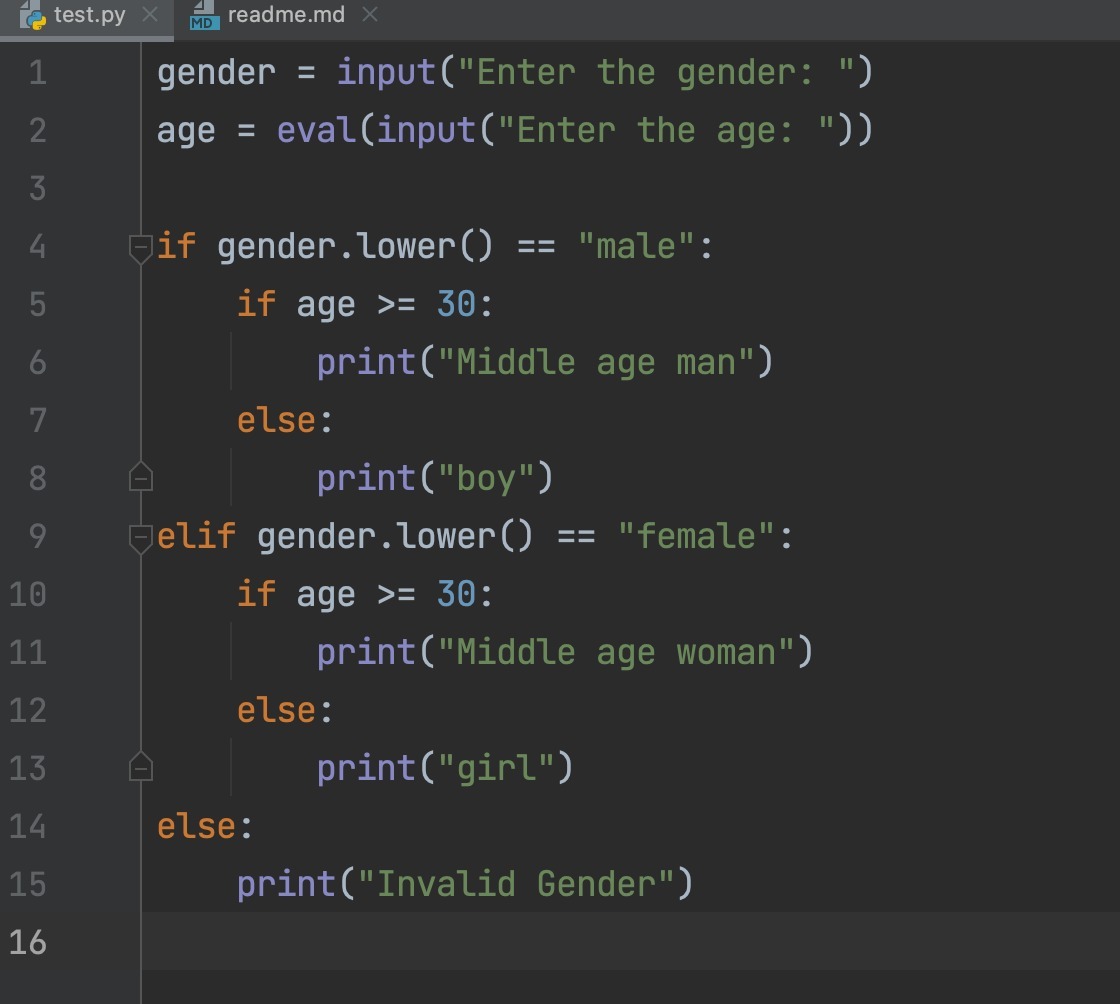 test.py
MD readme.md
1 gender = input("Enter the gender: ")
2 age = eval(input("Enter the age: "))
3
4 if gender.lower() == "male":
5     if age >= 30:
6         print("Middle age man")
7     else:
8         print("boy")
9 elif gender.lower() == "female":
10     if age >= 30:
11         print("Middle age woman")
12     else:
13         print("girl")
14 else:
15     print("Invalid Gender")
16